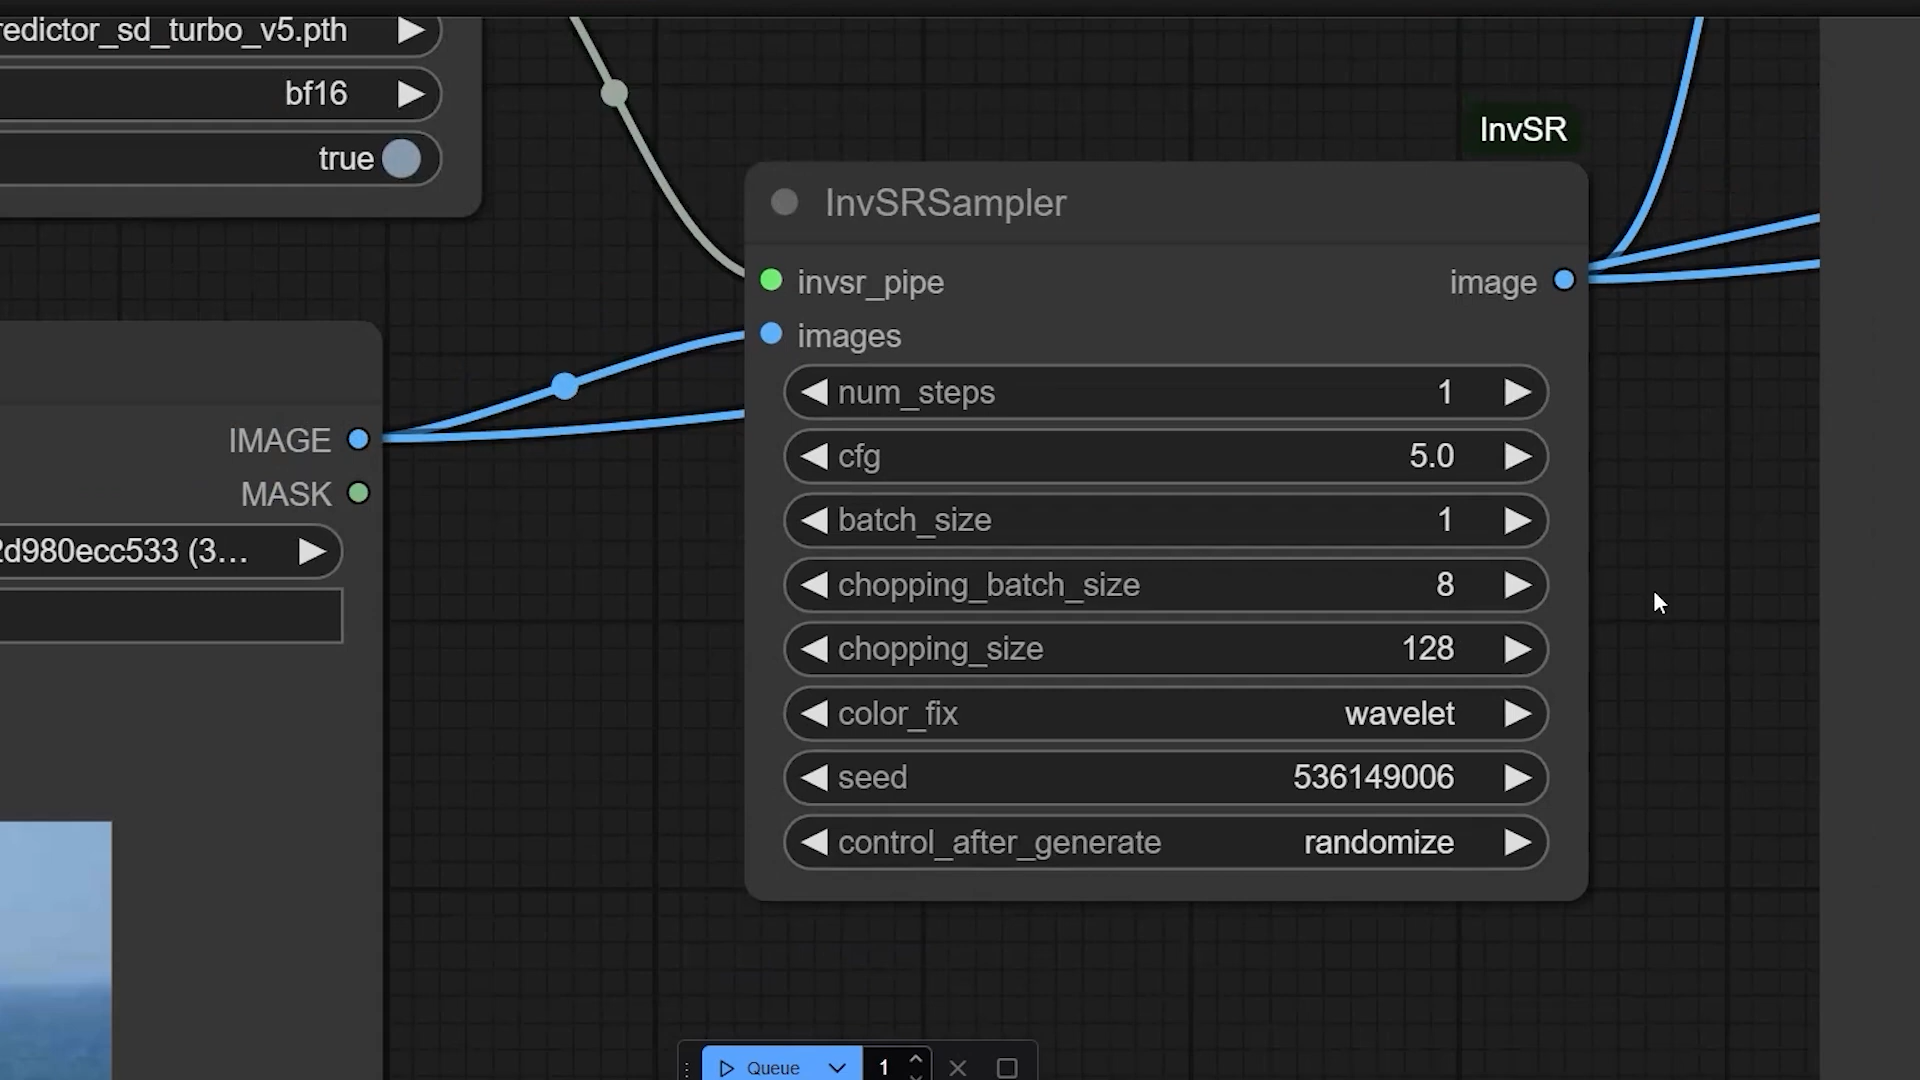 redictor_sd_turbo_v5.pth
bf16
true
InvSR
InvSRSampler
invsr_pipe
image
images
num_steps 1
cfg 5.0
batch_size 1
chopping_batch_size 8
chopping_size 128
color_fix wavelet
seed 536149006
control_after_generate randomize
IMAGE
MASK
2d980ecc533 (3...
Queue 1